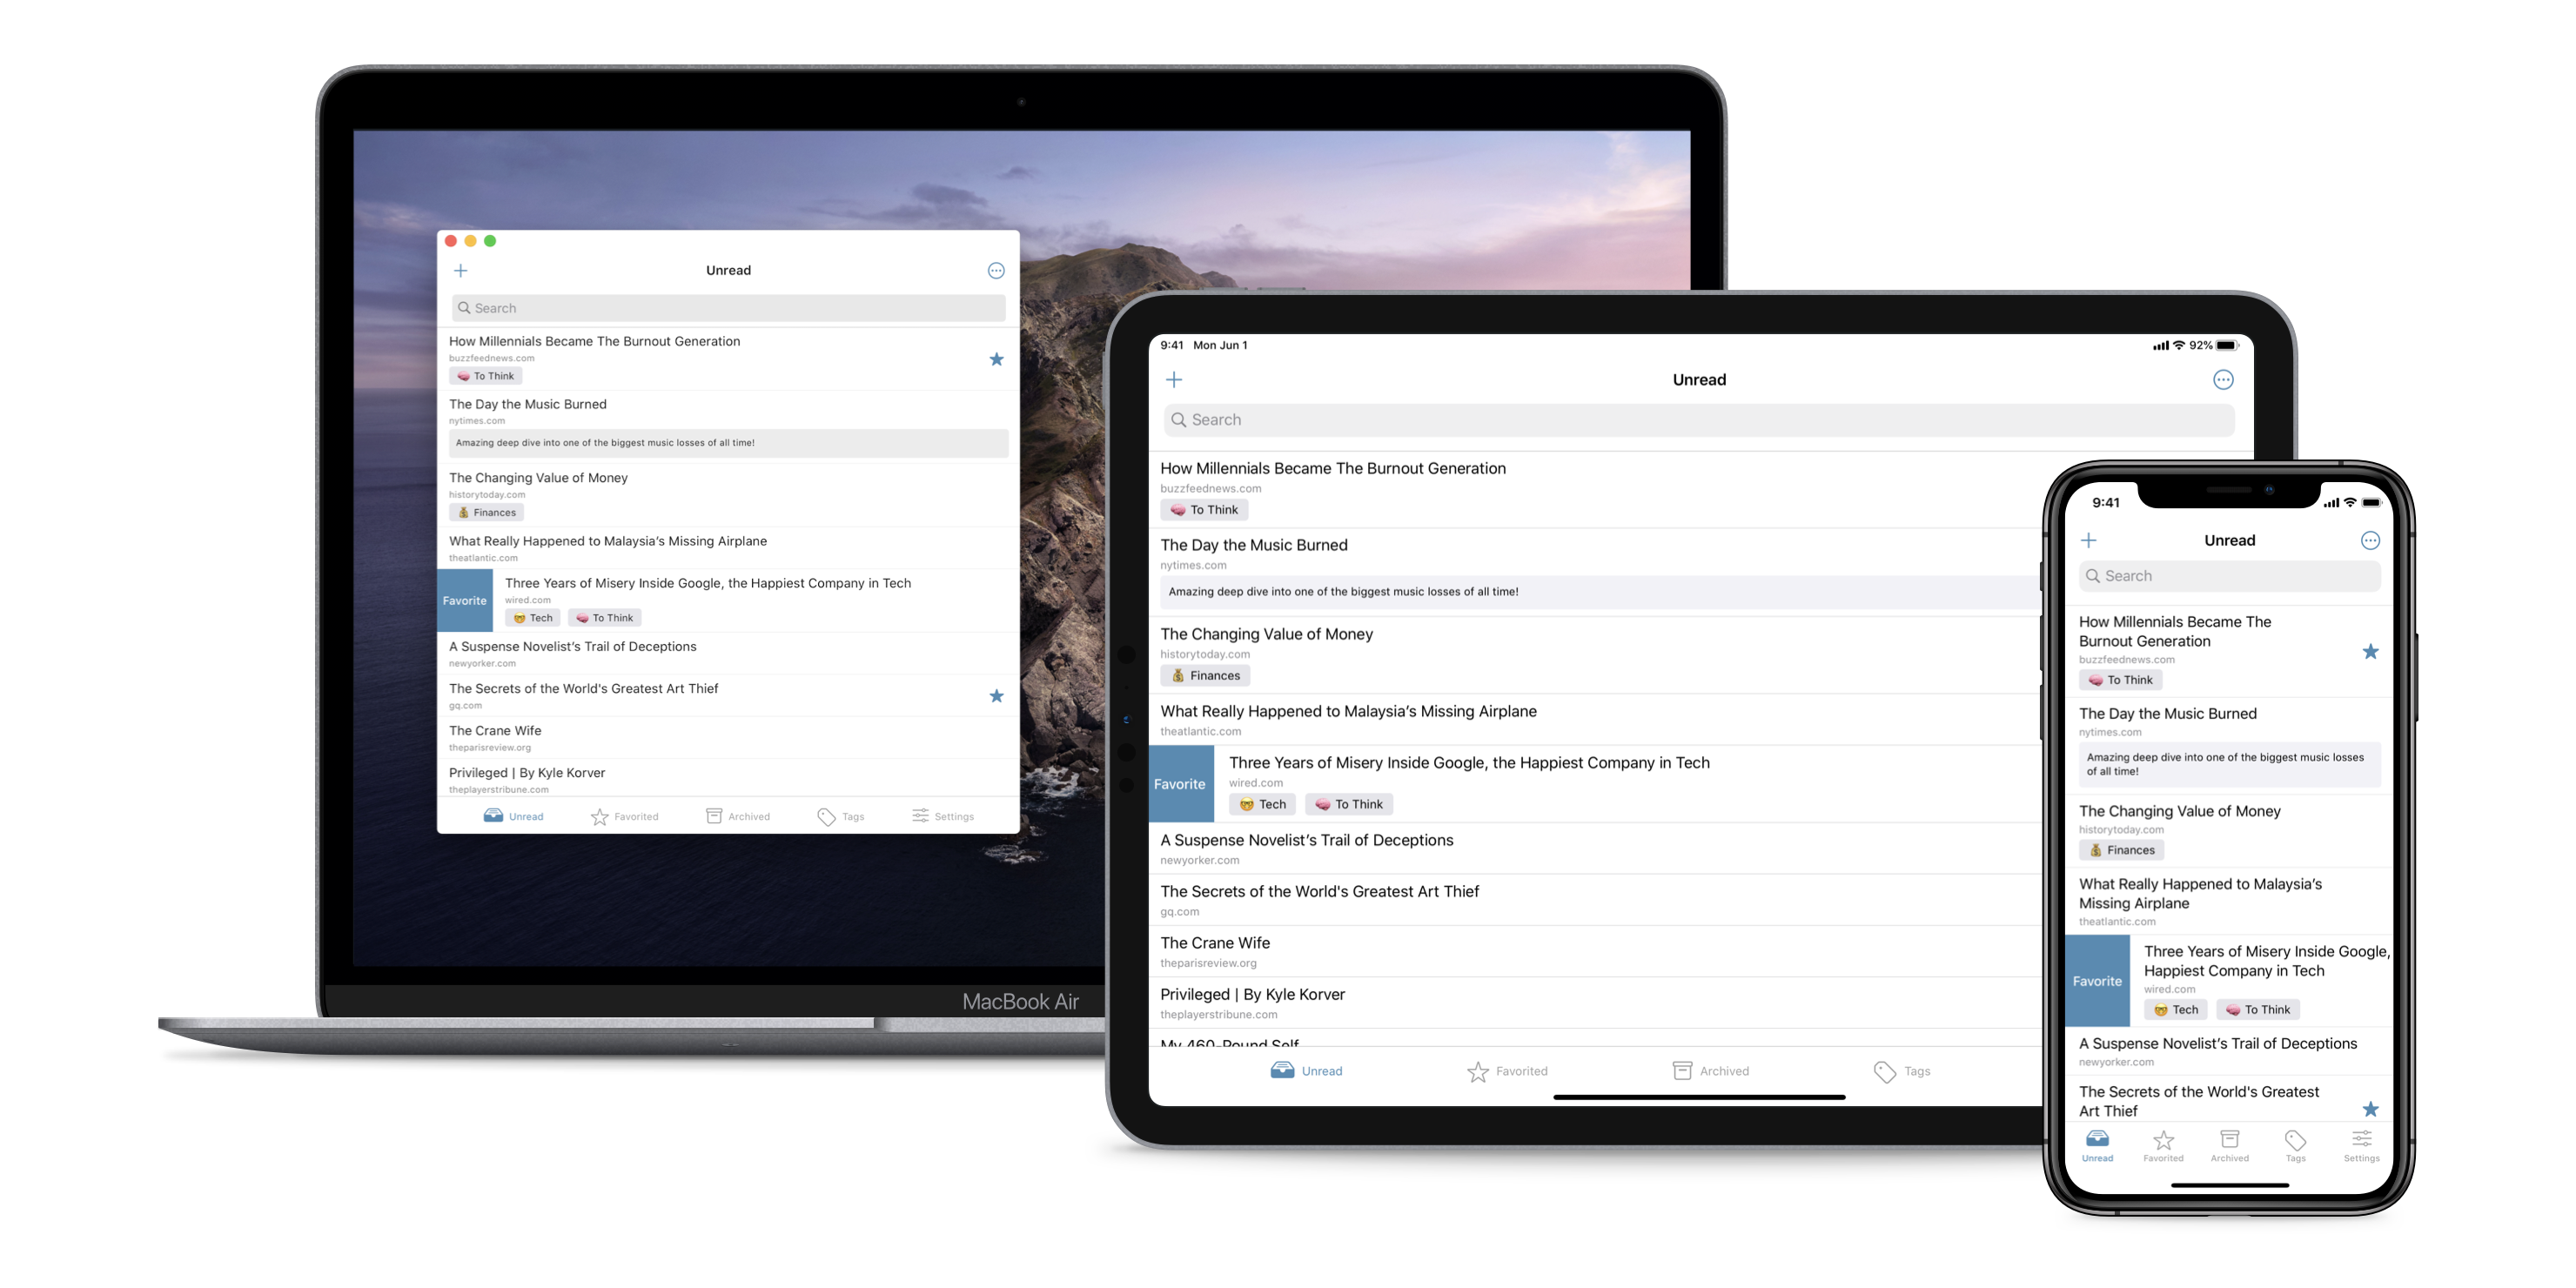 Unread
Search
How Millennials Became The Burnout Generation
buzzfeednews.com
To Think
The Day the Music Burned
nytimes.com
Amazing deep dive into one of the biggest music losses of all time!
The Changing Value of Money
historytoday.com
Finances
What Really Happened to Malaysia’s Missing Airplane
theatlantic.com
Favorite
Three Years of Misery Inside Google, the Happiest Company in Tech
wired.com
Tech To Think
A Suspense Novelist’s Trail of Deceptions
newyorker.com
The Secrets of the World's Greatest Art Thief
gq.com
The Crane Wife
theparisreview.org
Privileged | By Kyle Korver
theplayerstribune.com
Unread Favorited Archived Tags Settings
MacBook Air
9:41 Mon Jun 1 92%
Unread
Search
How Millennials Became The Burnout Generation
buzzfeednews.com
To Think
The Day the Music Burned
nytimes.com
Amazing deep dive into one of the biggest music losses of all time!
The Changing Value of Money
historytoday.com
Finances
What Really Happened to Malaysia’s Missing Airplane
theatlantic.com
Favorite
Three Years of Misery Inside Google, the Happiest Company in Tech
wired.com
Tech To Think
A Suspense Novelist’s Trail of Deceptions
newyorker.com
The Secrets of the World's Greatest Art Thief
gq.com
The Crane Wife
theparisreview.org
Privileged | By Kyle Korver
theplayerstribune.com
My 460-Pound Self
Unread Favorited Archived Tags
9:41
Unread
Search
How Millennials Became The
Burnout Generation
buzzfeednews.com
To Think
The Day the Music Burned
nytimes.com
Amazing deep dive into one of the biggest music losses
of all time!
The Changing Value of Money
historytoday.com
Finances
What Really Happened to Malaysia’s
Missing Airplane
theatlantic.com
Favorite
Three Years of Misery Inside Google,
Happiest Company in Tech
wired.com
Tech To Think
A Suspense Novelist’s Trail of Deceptions
newyorker.com
The Secrets of the World's Greatest
Art Thief
Unread Favorited Archived Tags Settings